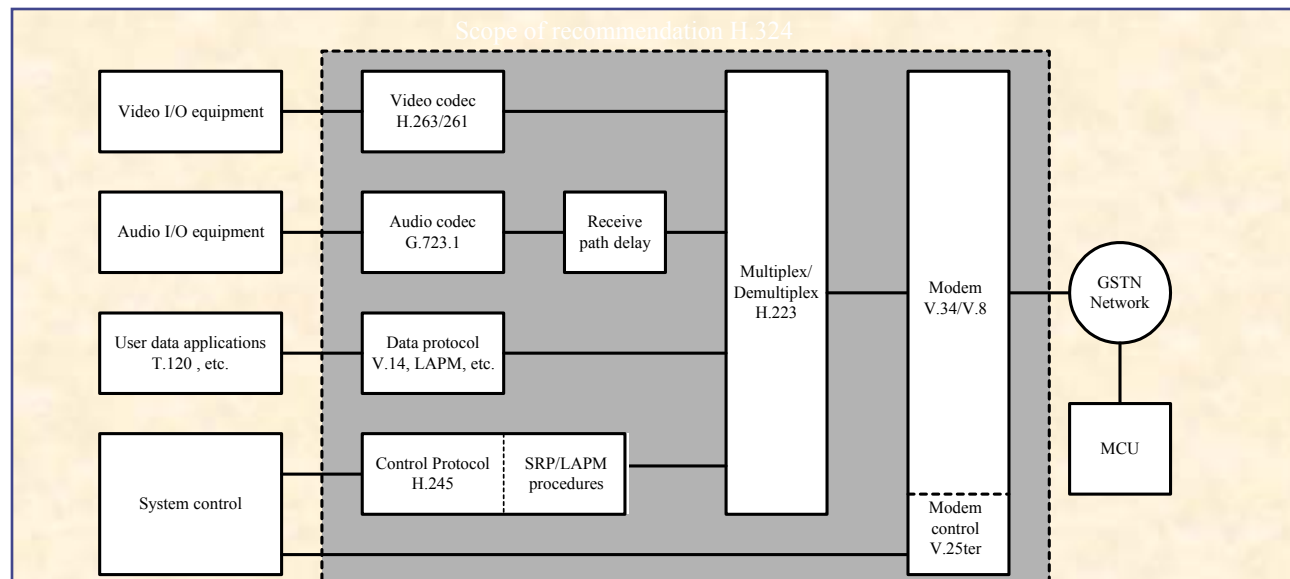 Scope of recommendation H.324
Video I/O equipment
Video codec
H.263/261
Audio I/O equipment
Audio codec
G.723.1
Receive
path delay
Multiplex/
Demultiplex
H.223
Modem
V.34/V.8
GSTN
Network
User data applications
T.120 , etc.
Data protocol
V.14, LAPM, etc.
MCU
System control
Control Protocol
H.245
SRP/LAPM
procedures
Modem
control
V.25ter